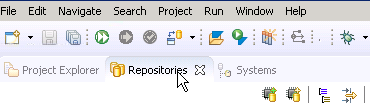 File Edit Navigate Search Project Run Window Help
Project Explorer Repositories Systems